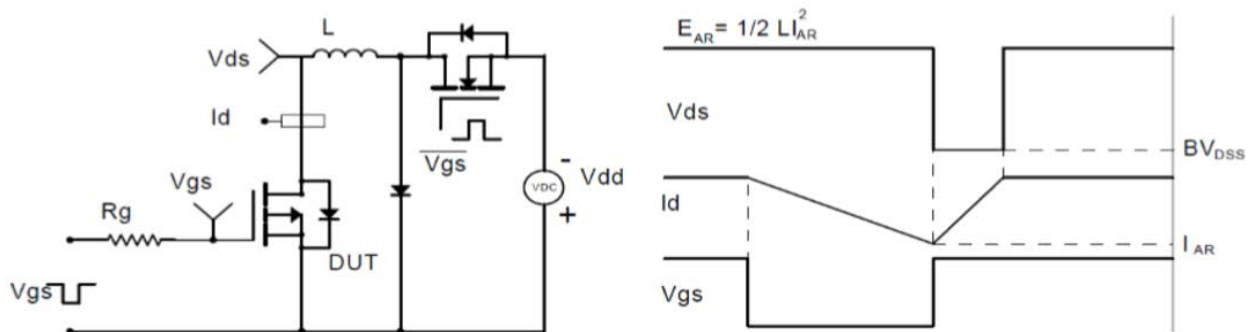 L
Vds
Id
Vgs
Rg
Vgs
DUT
Vgs
VDC
-
Vdd
+
E_AR = 1/2 LI_AR^2
Vds
BV_DSS
Id
I_AR
Vgs